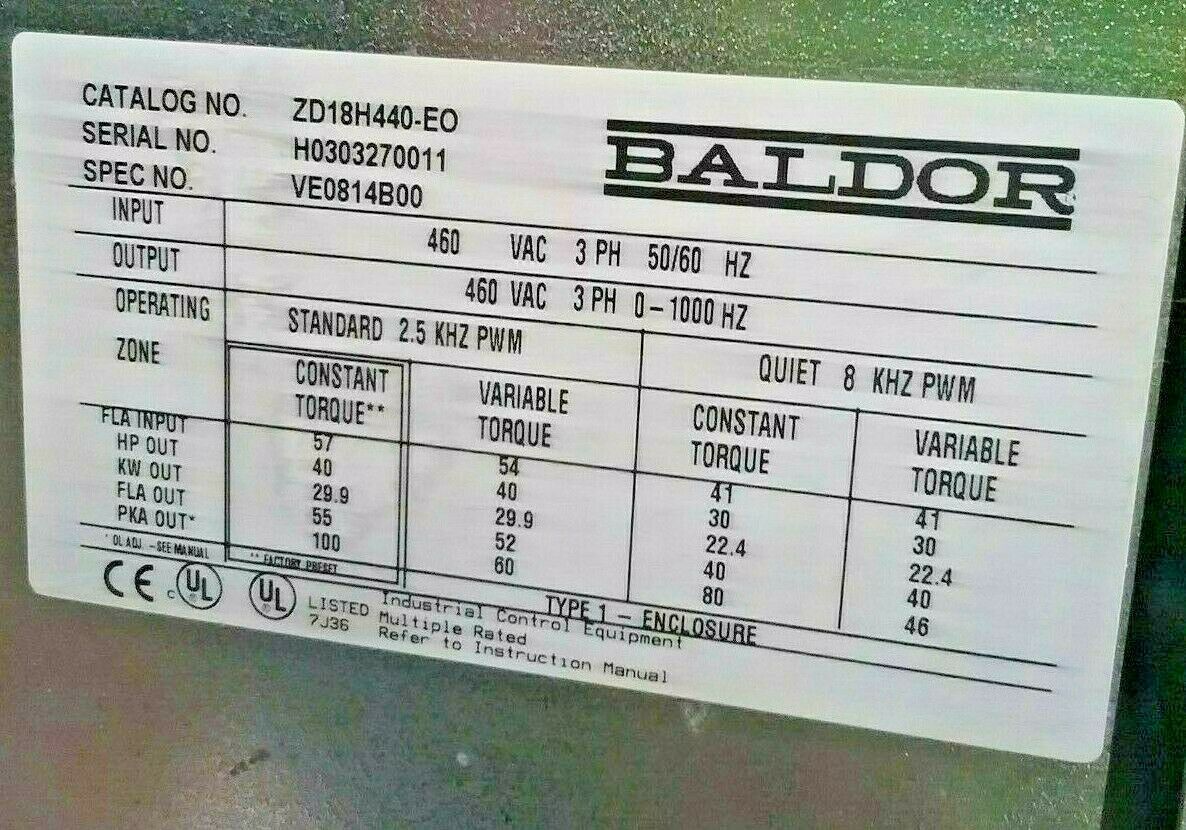 CATALOG NO. ZD18H440-EO
SERIAL NO. H0303270011
SPEC NO. VE0814B00
BALDOR
INPUT 460 VAC 3 PH 50/60 HZ
OUTPUT 460 VAC 3 PH 0-1000 HZ
OPERATING ZONE STANDARD 2.5 KHZ PWM QUIET 8 KHZ PWM
CONSTANT TORQUE** VARIABLE TORQUE CONSTANT TORQUE VARIABLE TORQUE
FLA INPUT 57 54 41 41
HP OUT 40 40 30 30
KW OUT 29.9 29.9 22.4 22.4
FLA OUT 55 52 40 40
PKA OUT* 100 60 80 46
* OL ADJ. - SEE MANUAL ** FACTORY PRESET
TYPE 1 - ENCLOSURE
CE c UL UL
LISTED Industrial Control Equipment
7J36 Multiple Rated
Refer to Instruction Manual